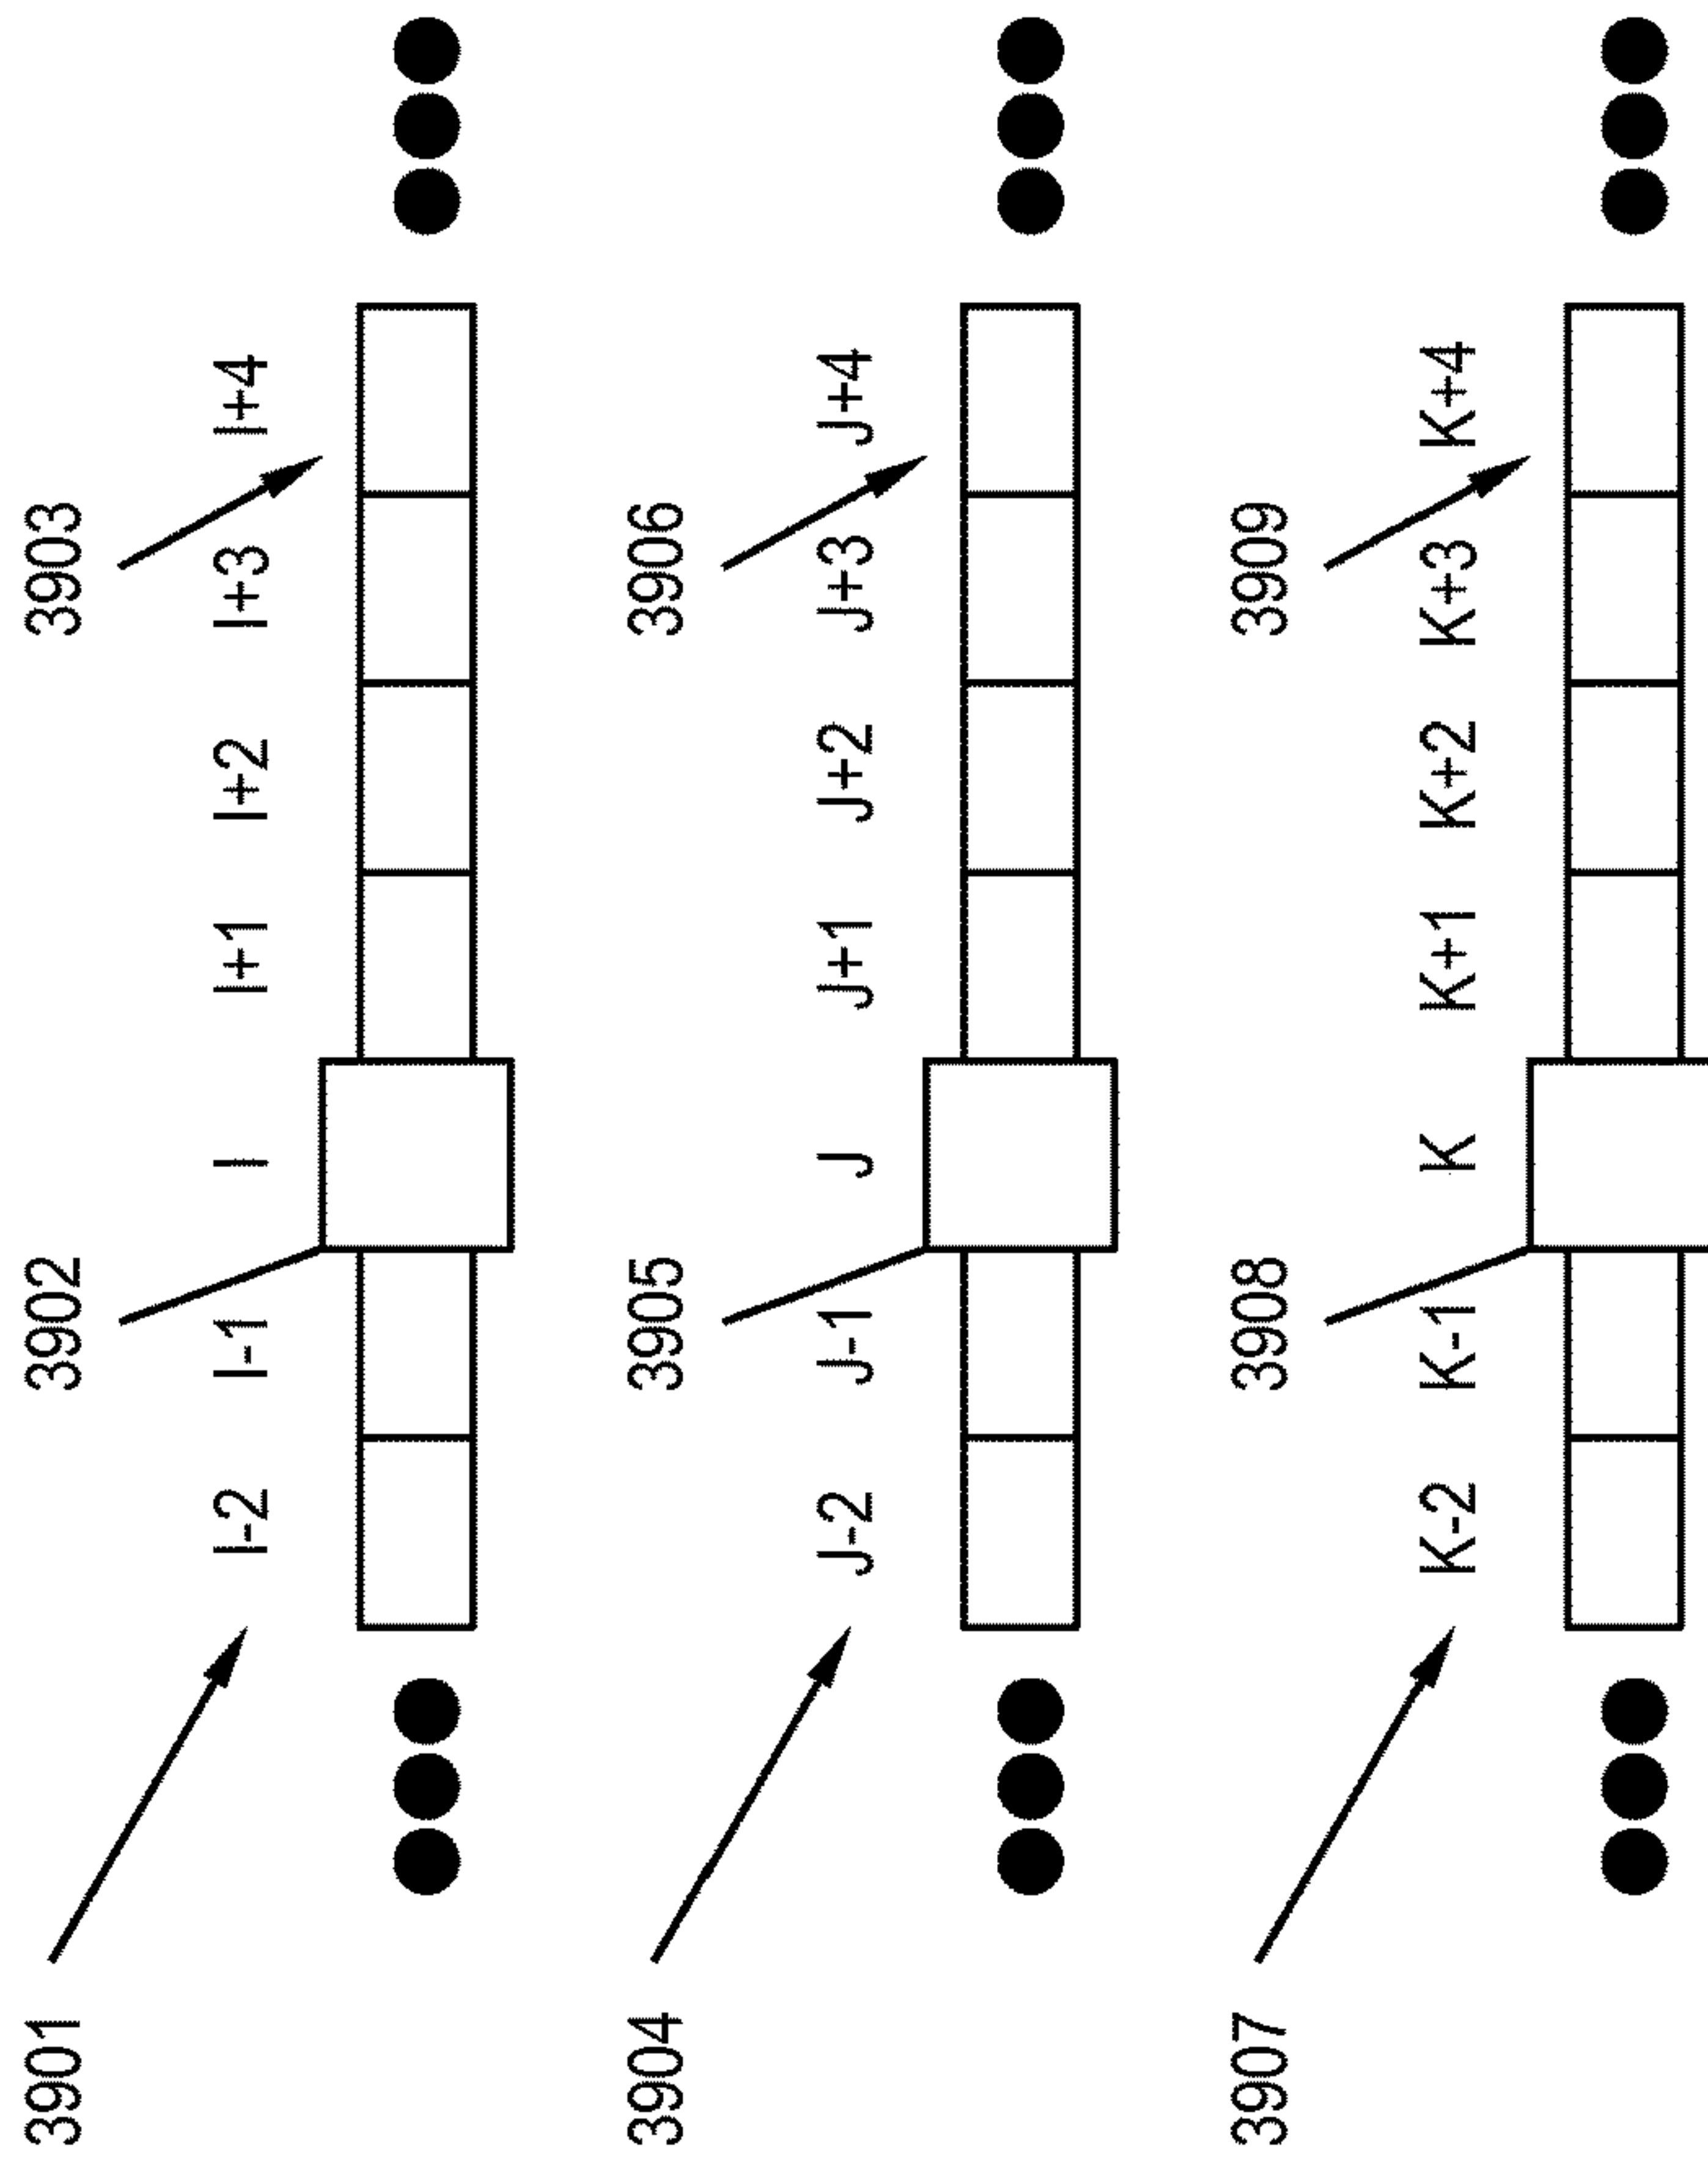 3901 3902 3903
I-2 I-1 I I+1 I+2 I+3 I+4
3904 3905 3906
J-2 J-1 J J+1 J+2 J+3 J+4
3907 3908 3909
K-2 K-1 K K+1 K+2 K+3 K+4